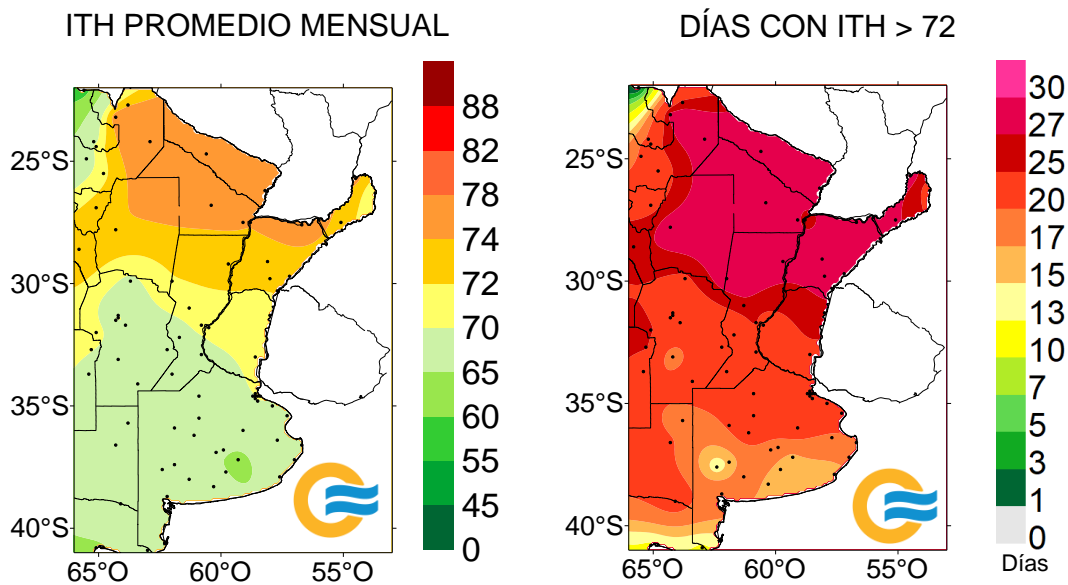 ITH PROMEDIO MENSUAL
25°S
30°S
35°S
40°S
65°O
60°O
55°O
88
82
78
74
72
70
65
60
55
45
0
DÍAS CON ITH > 72
25°S
30°S
35°S
40°S
65°O
60°O
55°O
30
27
25
20
17
15
13
10
7
5
3
1
0
Días